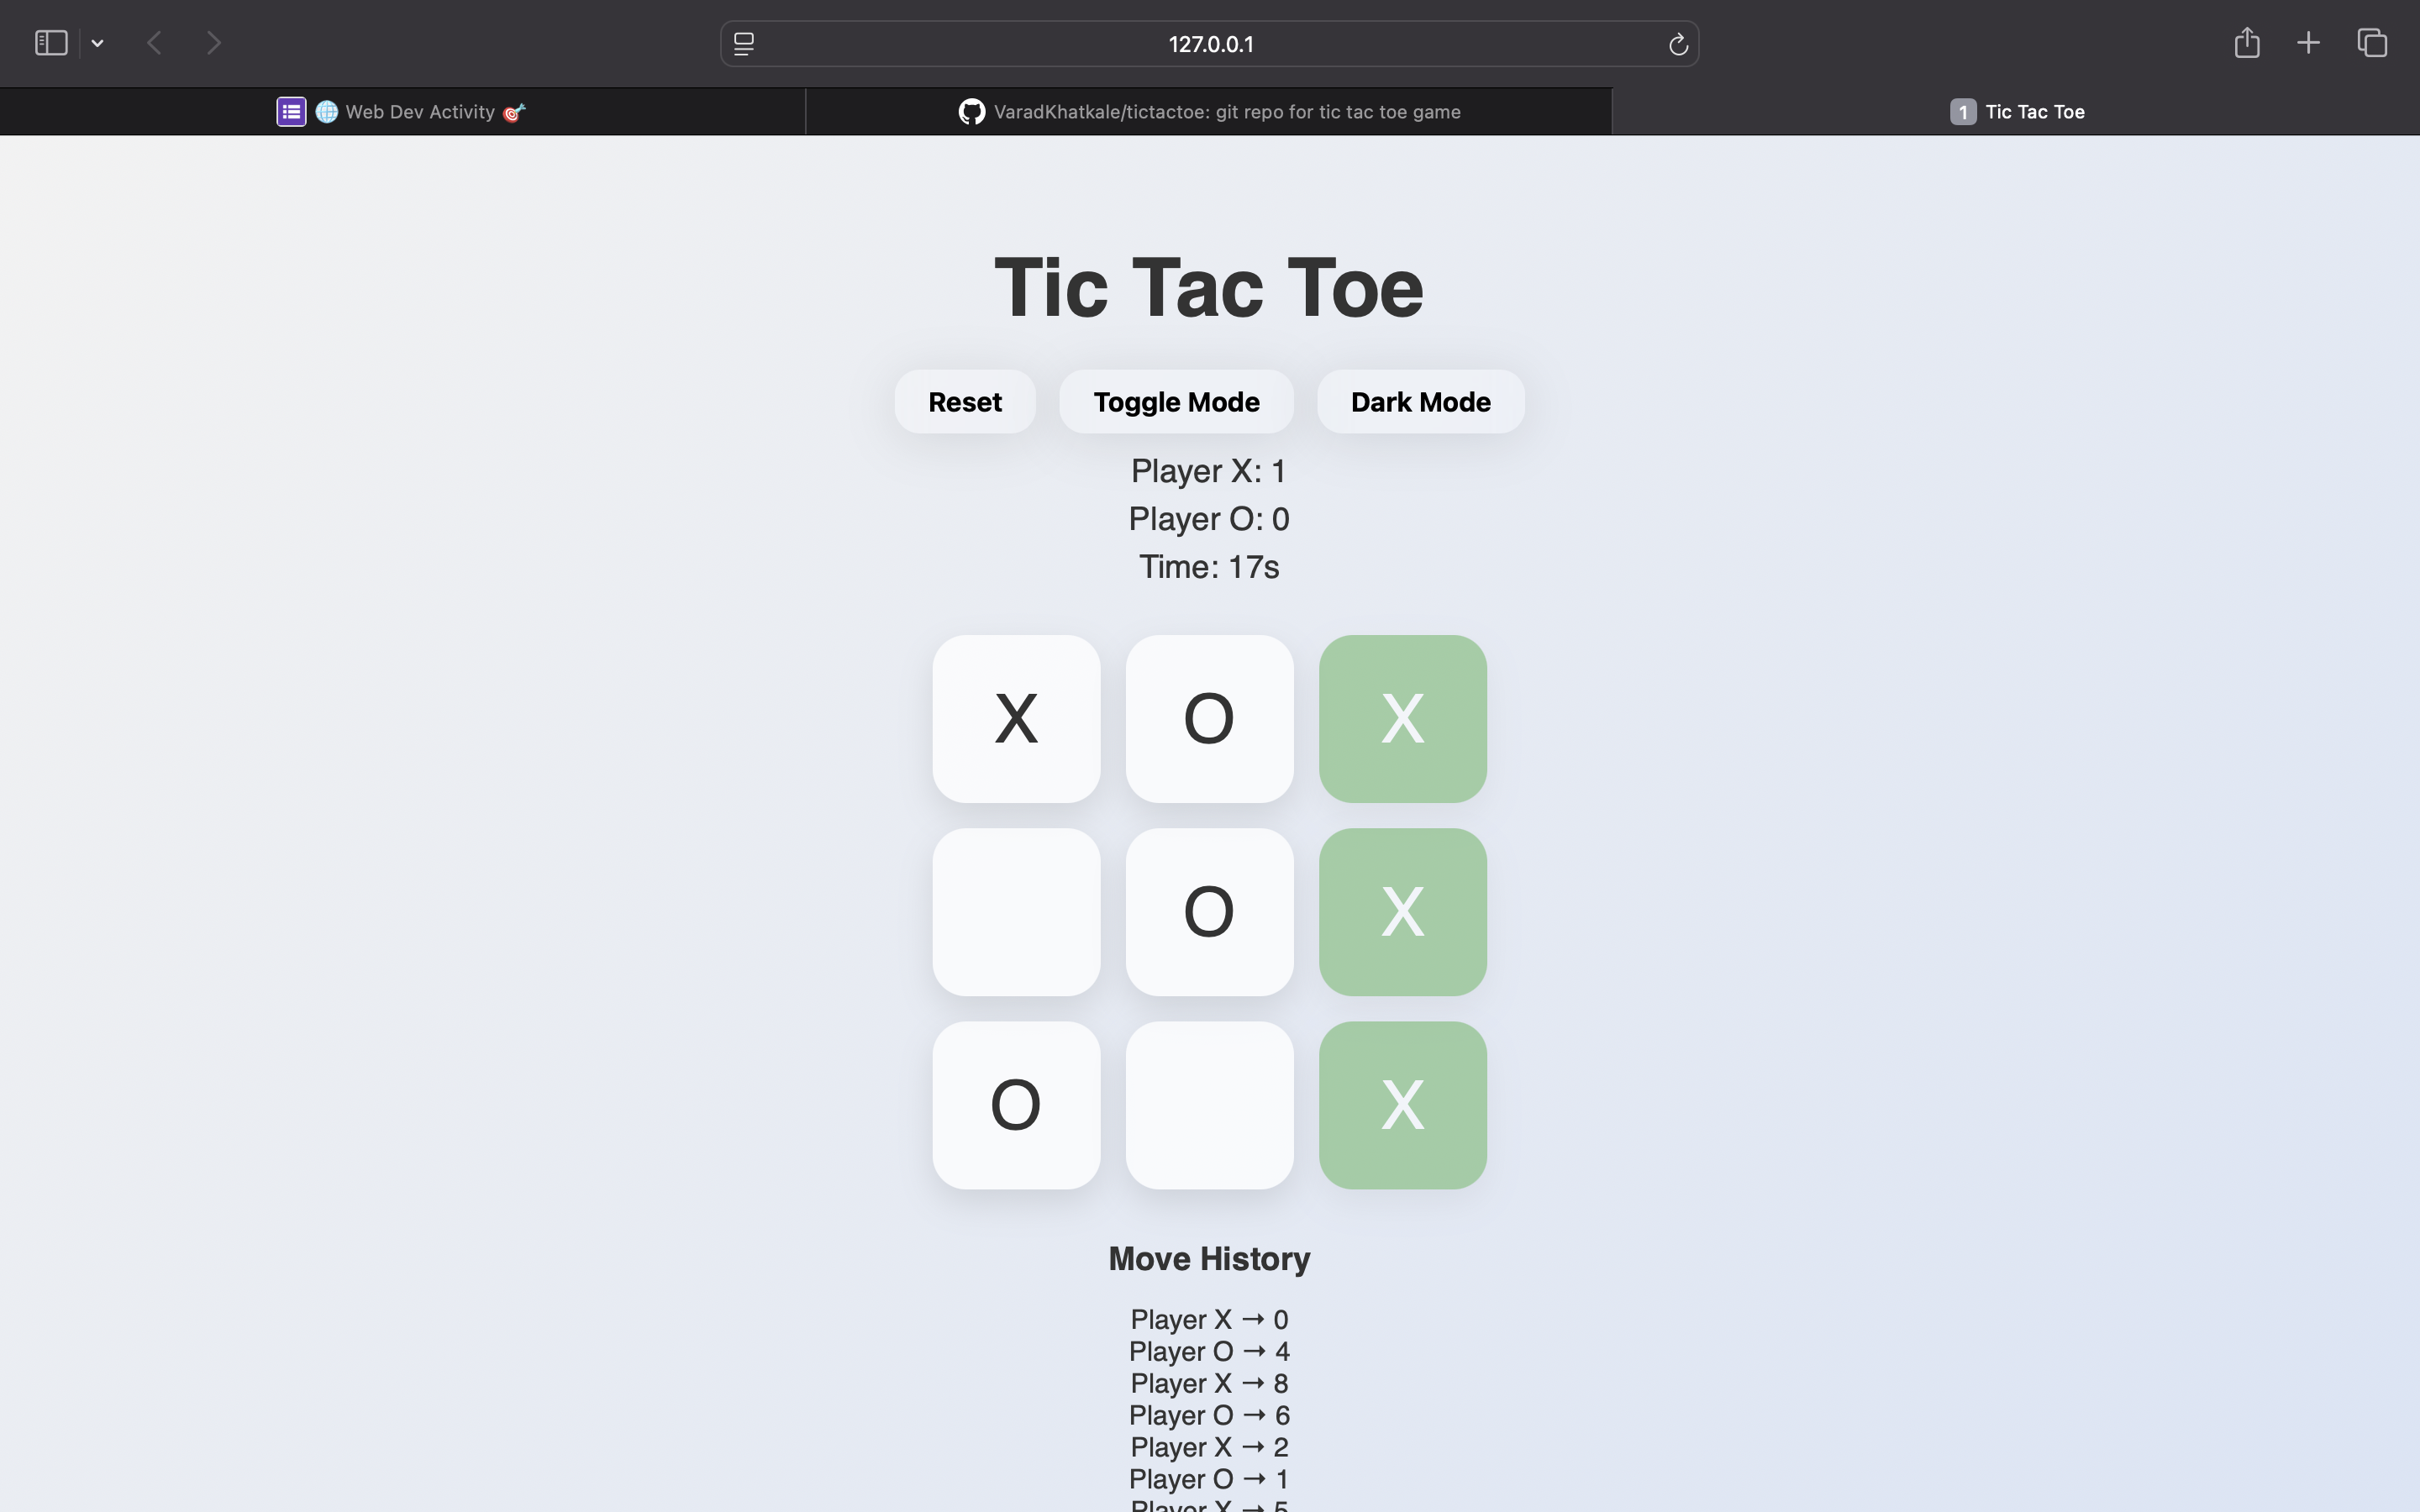 127.0.0.1
🌐 Web Dev Activity 🎯
VaradKhatkale/tictactoe: git repo for tic tac toe game
1 Tic Tac Toe
Tic Tac Toe
Reset Toggle Mode Dark Mode
Player X: 1
Player O: 0
Time: 17s
X O X
O X
O X
Move History
Player X → 0
Player O → 4
Player X → 8
Player O → 6
Player X → 2
Player O → 1
Player X → 5